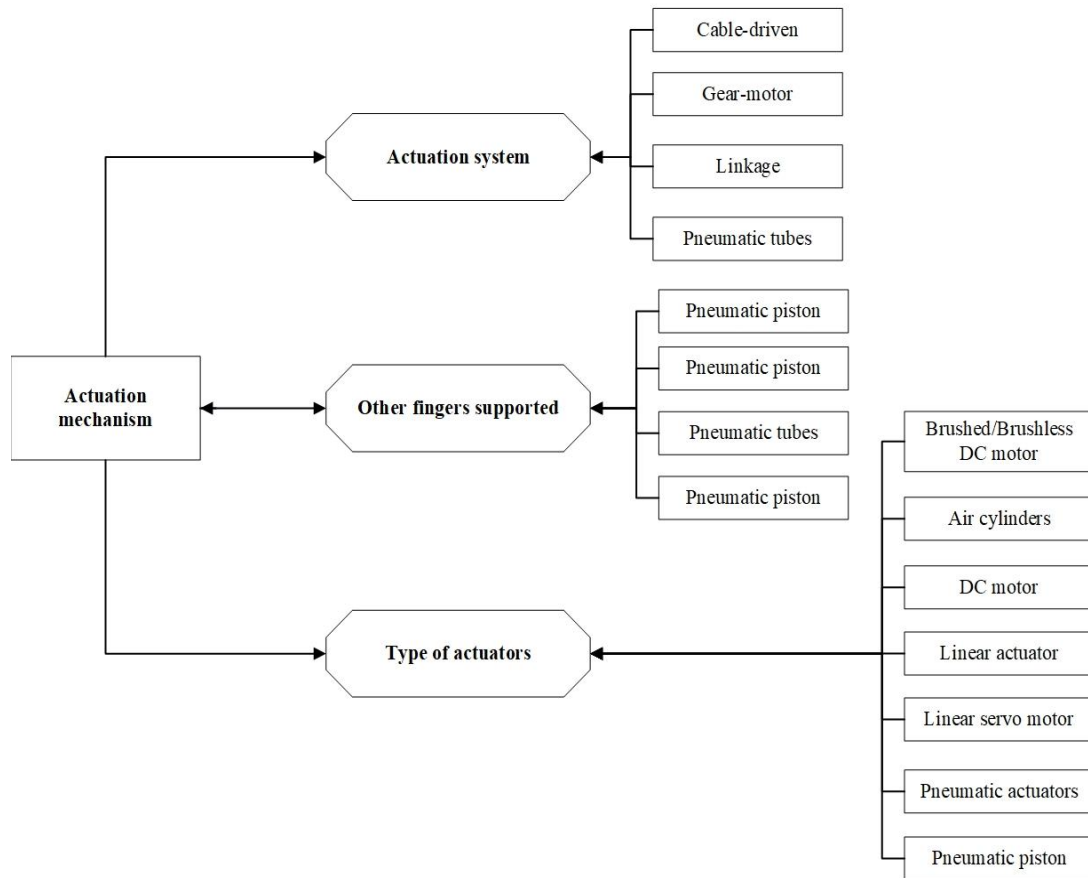 Cable-driven
Gear-motor
Actuation system
Linkage
Pneumatic tubes
Pneumatic piston
Pneumatic piston
Actuation
mechanism
Other fingers supported
Pneumatic tubes
Pneumatic piston
Brushed/Brushless
DC motor
Air cylinders
DC motor
Type of actuators
Linear actuator
Linear servo motor
Pneumatic actuators
Pneumatic piston